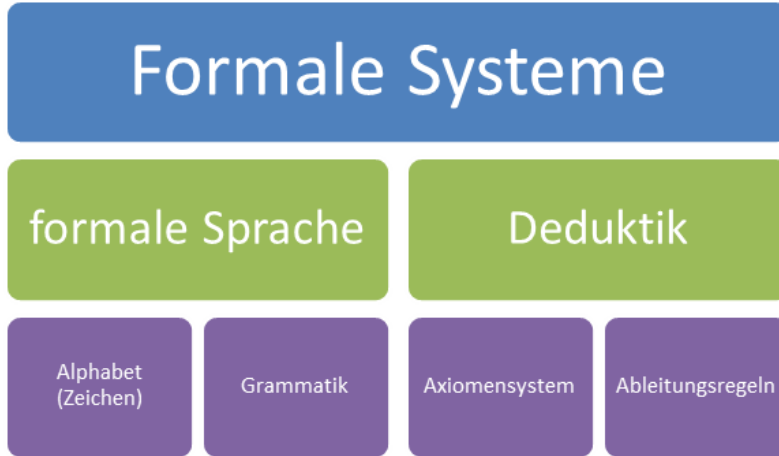 Formale Systeme
formale Sprache
Deduktik
Alphabet
(Zeichen)
Grammatik
Axiomensystem
Ableitungsregeln